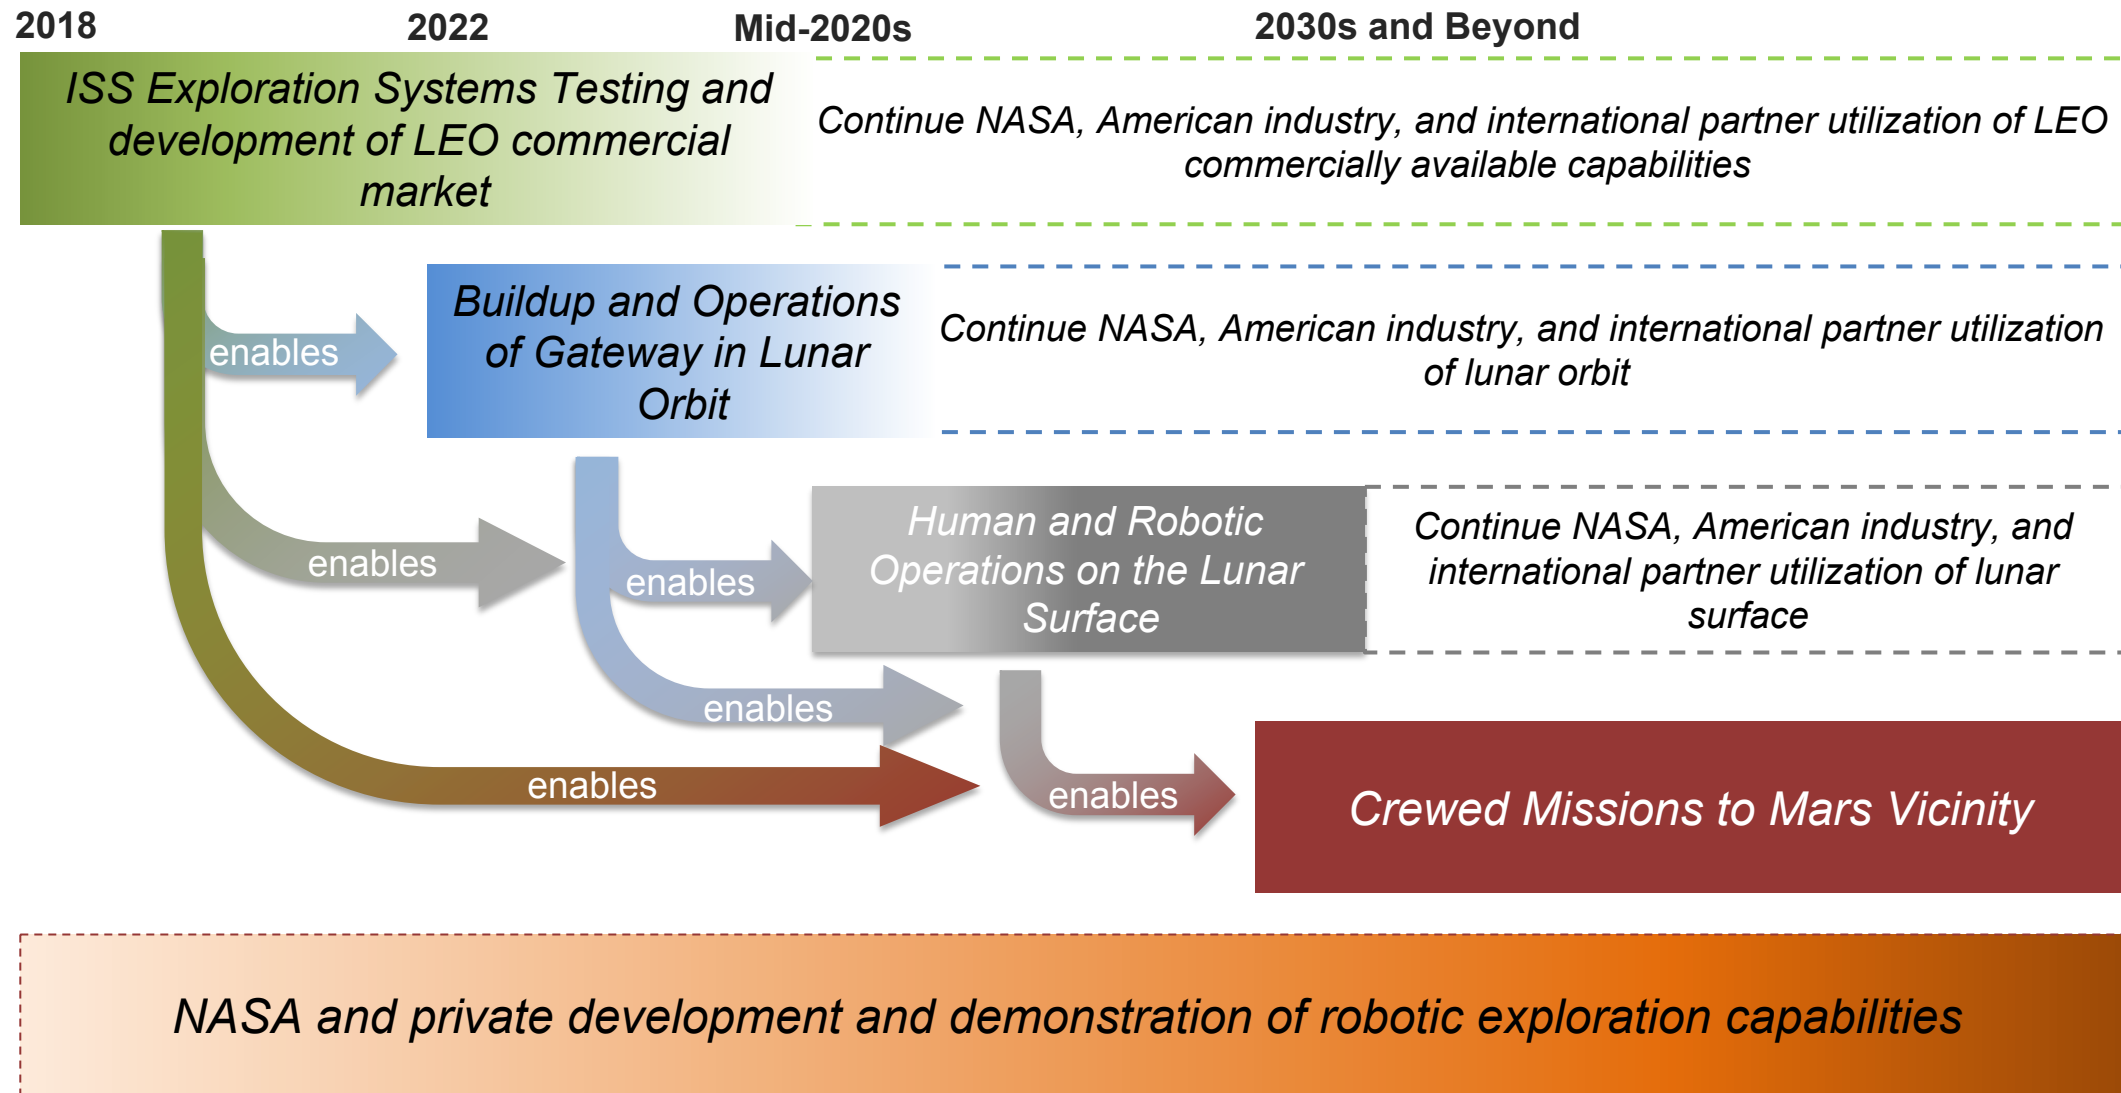 2018 2022 Mid-2020s 2030s and Beyond
ISS Exploration Systems Testing and
development of LEO commercial
market
Continue NASA, American industry, and international partner utilization of LEO
commercially available capabilities
enables
Buildup and Operations
of Gateway in Lunar
Orbit
Continue NASA, American industry, and international partner utilization
of lunar orbit
enables
enables
Human and Robotic
Operations on the Lunar
Surface
Continue NASA, American industry, and
international partner utilization of lunar
surface
enables
enables
enables
Crewed Missions to Mars Vicinity
NASA and private development and demonstration of robotic exploration capabilities